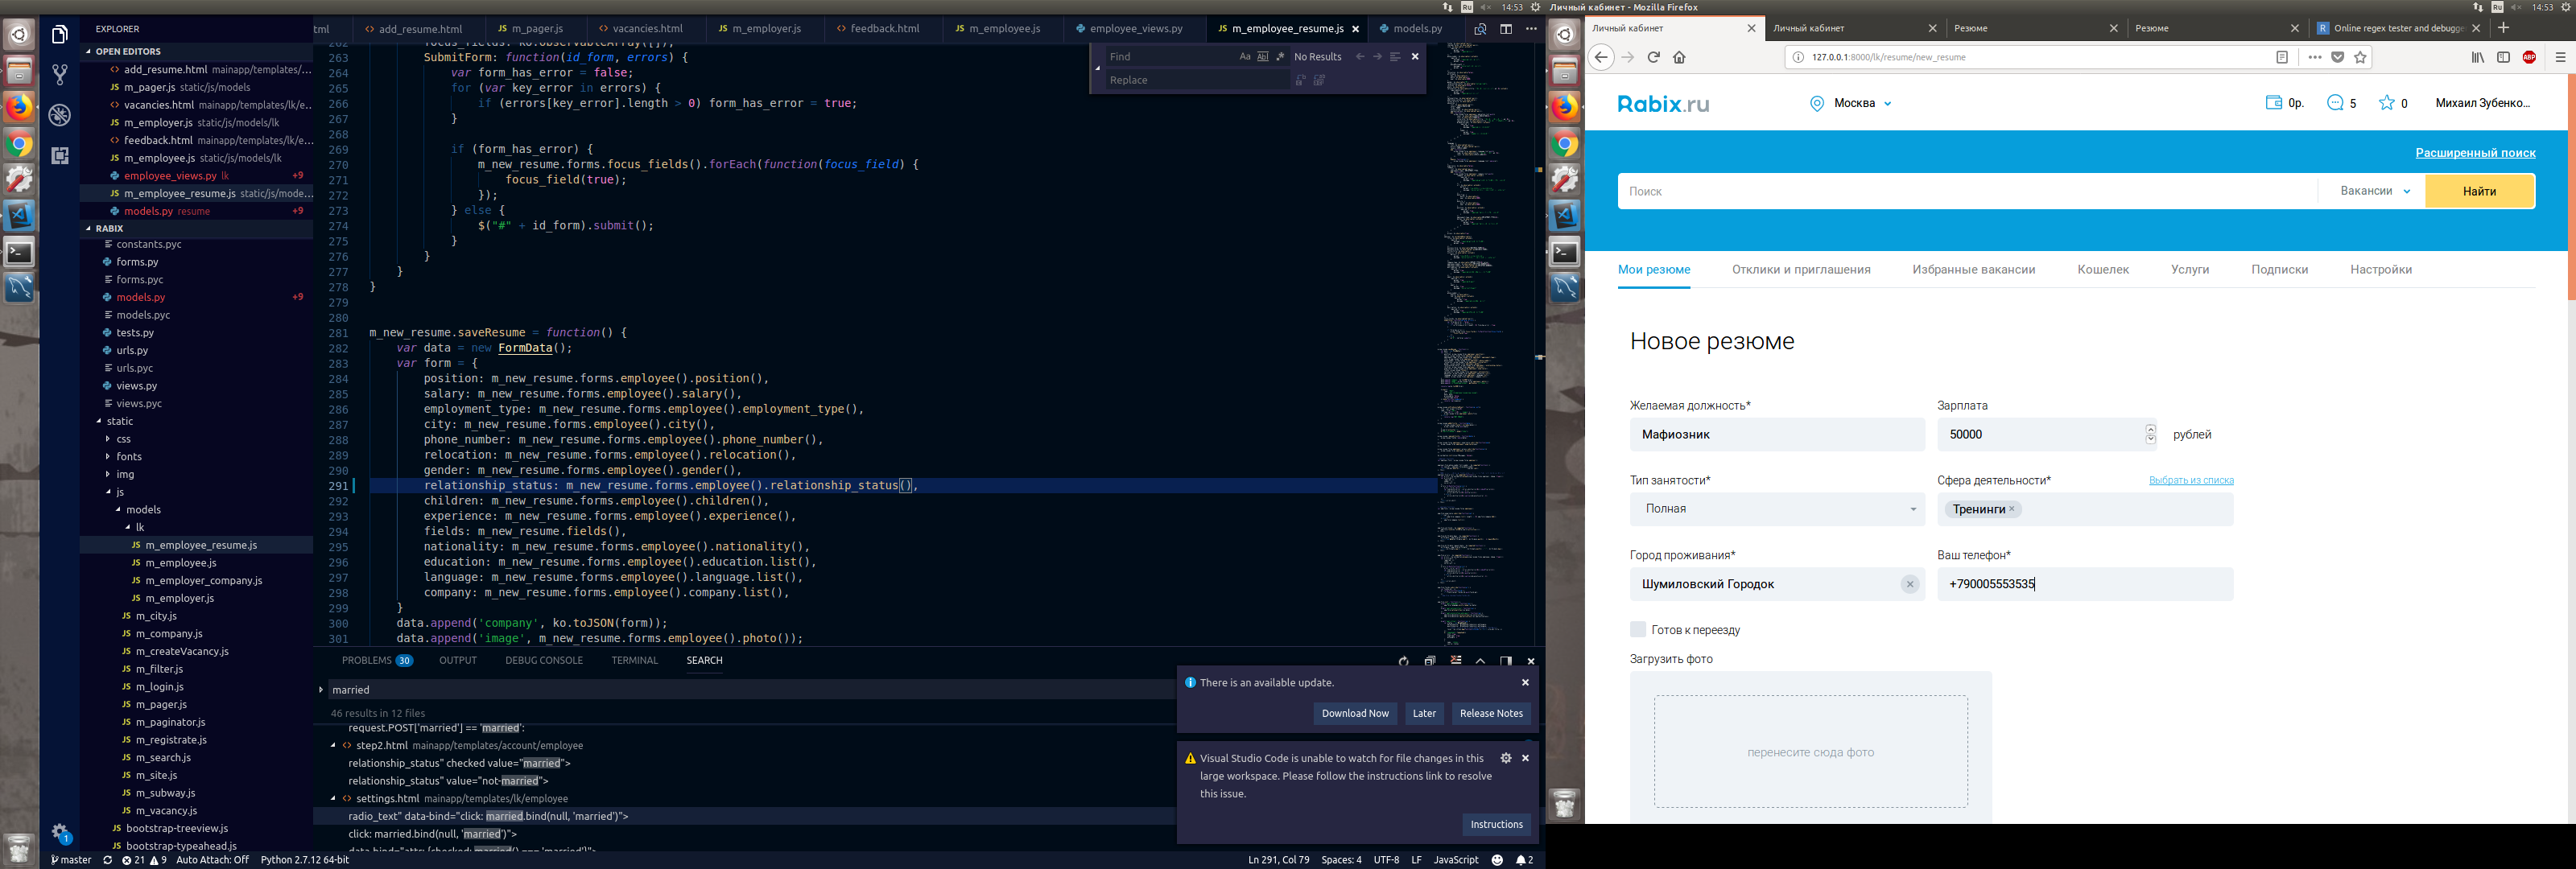 Ru
14:53
Личный кабинет - Mozilla Firefox
Ru
14:53
EXPLORER
OPEN EDITORS
add_resume.html mainapp/templates/...
m_pager.js static/js/models
vacancies.html mainapp/templates/lk/e...
m_employer.js static/js/models/lk
feedback.html mainapp/templates/lk/e...
m_employee.js static/js/models/lk
employee_views.py lk +9
m_employee_resume.js static/js/mode...
models.py resume +9
RABIX
constants.pyc
forms.py
forms.pyc
models.py +9
models.pyc
tests.py
urls.py
urls.pyc
views.py
views.pyc
static
css
fonts
img
js
models
lk
m_employee_resume.js
m_employee.js
m_employer_company.js
m_employer.js
m_city.js
m_company.js
m_createVacancy.js
m_filter.js
m_login.js
m_pager.js
m_paginator.js
m_registrate.js
m_search.js
m_site.js
m_subway.js
m_vacancy.js
bootstrap-treeview.js
bootstrap-typeahead.js
tml add_resume.html m_pager.js vacancies.html m_employer.js feedback.html m_employee.js employee_views.py m_employee_resume.js models.py
Find No Results
Replace
262 focus_fields: ko.observableArray([]),
263 SubmitForm: function(id_form, errors) {
264 var form_has_error = false;
265 for (var key_error in errors) {
266 if (errors[key_error].length > 0) form_has_error = true;
267 }
268
269 if (form_has_error) {
270 m_new_resume.forms.focus_fields().forEach(function(focus_field) {
271 focus_field(true);
272 });
273 } else {
274 $("#" + id_form).submit();
275 }
276 }
277 }
278 }
279
280
281 m_new_resume.saveResume = function() {
282 var data = new FormData();
283 var form = {
284 position: m_new_resume.forms.employee().position(),
285 salary: m_new_resume.forms.employee().salary(),
286 employment_type: m_new_resume.forms.employee().employment_type(),
287 city: m_new_resume.forms.employee().city(),
288 phone_number: m_new_resume.forms.employee().phone_number(),
289 relocation: m_new_resume.forms.employee().relocation(),
290 gender: m_new_resume.forms.employee().gender(),
291 relationship_status: m_new_resume.forms.employee().relationship_status(),
292 children: m_new_resume.forms.employee().children(),
293 experience: m_new_resume.forms.employee().experience(),
294 fields: m_new_resume.fields(),
295 nationality: m_new_resume.forms.employee().nationality(),
296 education: m_new_resume.forms.employee().education.list(),
297 language: m_new_resume.forms.employee().language.list(),
298 company: m_new_resume.forms.employee().company.list(),
299 }
300 data.append('company', ko.toJSON(form));
301 data.append('image', m_new_resume.forms.employee().photo());
PROBLEMS 30 OUTPUT DEBUG CONSOLE TERMINAL SEARCH
married
46 results in 12 files
request.POST['married'] == 'married':
step2.html mainapp/templates/account/employee
relationship_status" checked value="married">
relationship_status" value="not-married">
settings.html mainapp/templates/lk/employee
radio_text" data-bind="click: married.bind(null, 'married')">
click: married.bind(null, 'married')">
data-bind="attr: {checked: married() === 'married'}">
There is an available update.
Download Now Later Release Notes
Visual Studio Code is unable to watch for file changes in this
large workspace. Please follow the instructions link to resolve
this issue.
Instructions
1
master 21 9 Auto Attach: Off Python 2.7.12 64-bit
Ln 291, Col 79 Spaces: 4 UTF-8 LF JavaScript 2
Личный кабинет Личный кабинет Резюме Резюме R Online regex tester and debugge
127.0.0.1:8000/lk/resume/new_resume
ABP
Rabix.ru Москва 0р. 5 0 Михаил Зубенко...
Расширенный поиск
Поиск Вакансии Найти
Мои резюме Отклики и приглашения Избранные вакансии Кошелек Услуги Подписки Настройки
Новое резюме
Желаемая должность* Зарплата
Мафиозник 50000 рублей
Тип занятости* Сфера деятельности* Выбрать из списка
Полная Тренинги ×
Город проживания* Ваш телефон*
Шумиловский Городок +790005553535
Готов к переезду
Загрузить фото
перенесите сюда фото